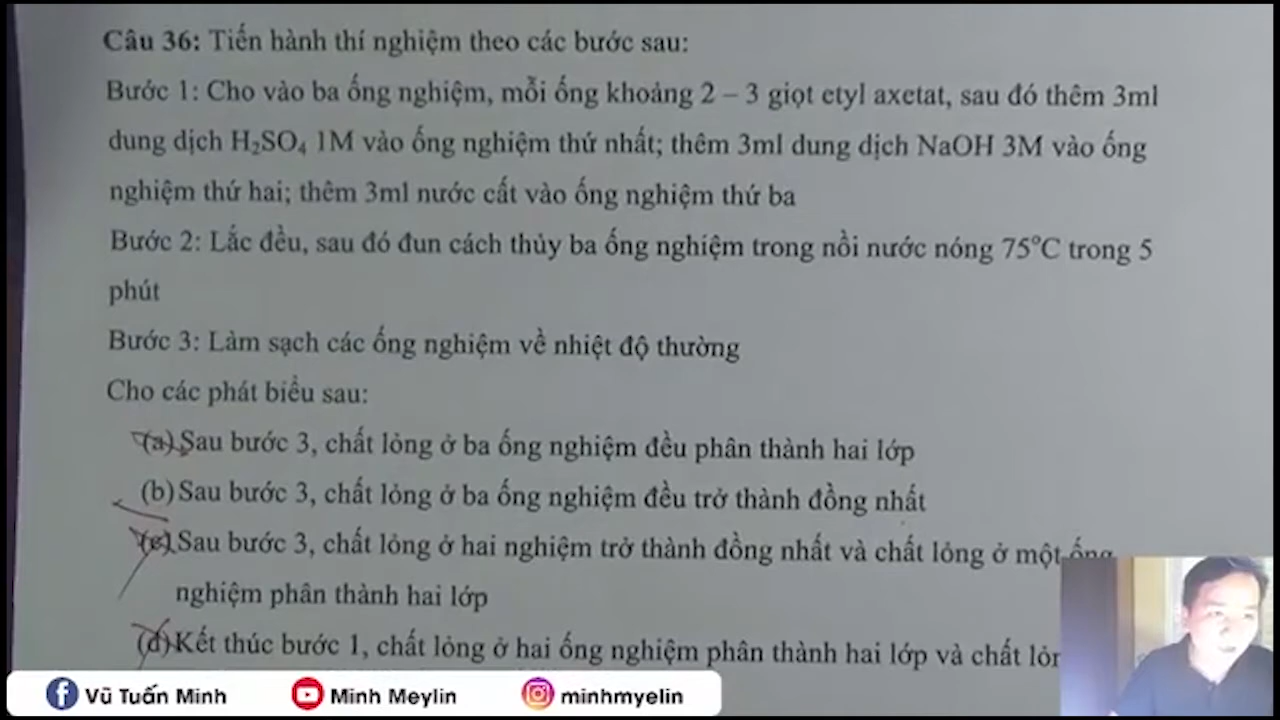 Câu 36: Tiến hành thí nghiệm theo các bước sau:
Bước 1: Cho vào ba ống nghiệm, mỗi ống khoảng 2 – 3 giọt etyl axetat, sau đó thêm 3ml
dung dịch H₂SO₄ 1M vào ống nghiệm thứ nhất; thêm 3ml dung dịch NaOH 3M vào ống
nghiệm thứ hai; thêm 3ml nước cất vào ống nghiệm thứ ba
Bước 2: Lắc đều, sau đó đun cách thủy ba ống nghiệm trong nồi nước nóng 75°C trong 5
phút
Bước 3: Làm sạch các ống nghiệm về nhiệt độ thường
Cho các phát biểu sau:
(a) Sau bước 3, chất lỏng ở ba ống nghiệm đều phân thành hai lớp
(b) Sau bước 3, chất lỏng ở ba ống nghiệm đều trở thành đồng nhất
(c) Sau bước 3, chất lỏng ở hai nghiệm trở thành đồng nhất và chất lỏng ở một ống
nghiệm phân thành hai lớp
(d) Kết thúc bước 1, chất lỏng ở hai ống nghiệm phân thành hai lớp và chất
Vũ Tuấn Minh Minh Meylin minhmyelin